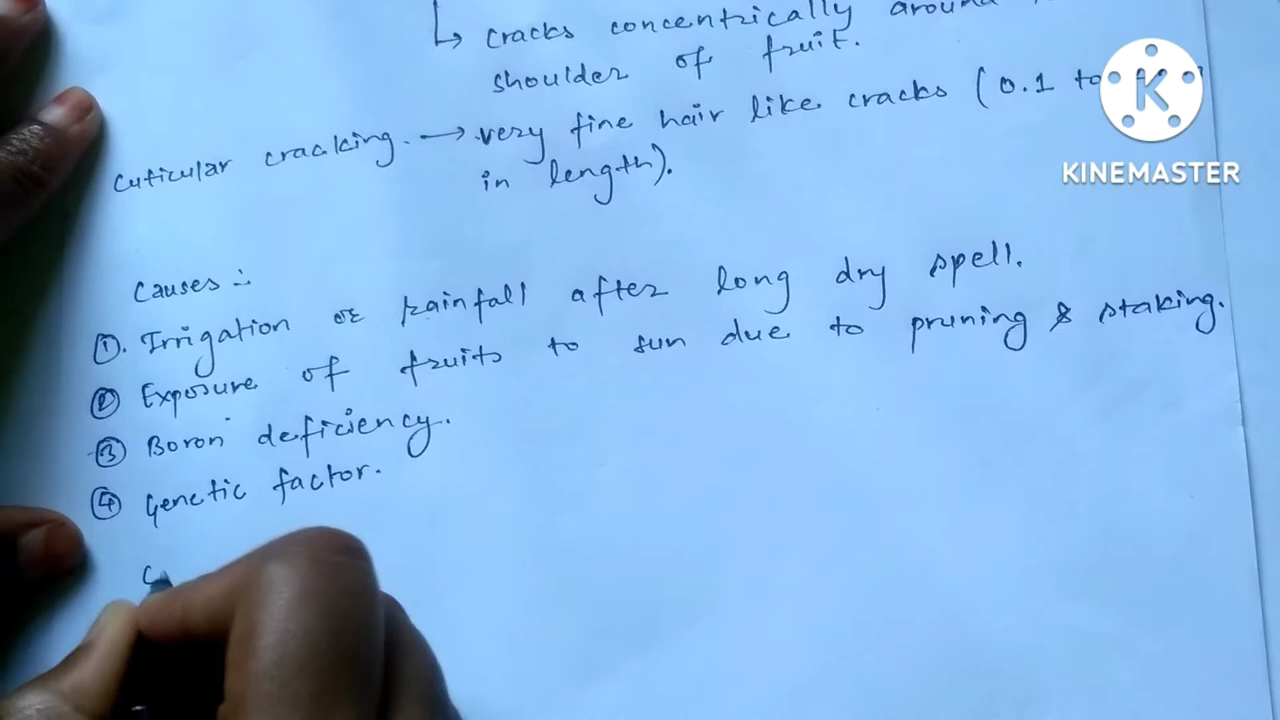 ↳ cracks concentrically around
shoulder of fruit.
cuticular cracking. → very fine hair like cracks (0.1 to
in length).
KINEMASTER
Causes :-
①. Irrigation or rainfall after long dry spell.
② Exposure of fruits to sun due to pruning & staking.
③ Boron deficiency.
④ Genetic factor.